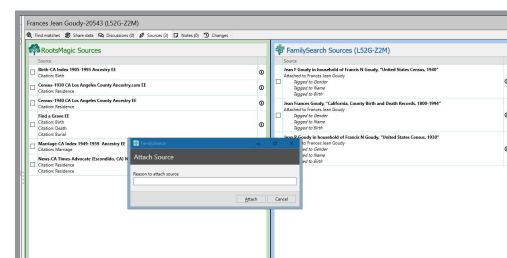 Frances Jean Goudy-20543 (L52G-Z2M)
Find matches Share data Discussions (0) Sources (3) Notes (0) Changes
RootsMagic Sources
Source
Birth-CA Index 1905-1995 Ancestry EE
Citation: Birth
Census-1930 CA Los Angeles County Ancestry.com EE
Citation: Residence
Census-1940 CA Los Angeles County Ancestry EE
Citation: Residence
Find a Grave EE
Citation: Birth
Citation: Death
Citation: Burial
Marriage-CA Index 1949-1959 Ancestry EE
Citation: Marriage
News-CA Times-Advocate (Escondido, CA) N
Citation: Residence
Citation: Residence
FamilySearch Sources (L52G-Z2M)
Source
Jean F Goudy in household of Francis N Goudy, "United States Census, 1940"
Attached to Frances Jean Goudy
Tagged to Gender
Tagged to Name
Tagged to Birth
Jean Frances Goudy, "California, County Birth and Death Records, 1800-1994"
Attached to Frances Jean Goudy
Tagged to Gender
Tagged to Name
Tagged to Birth
Goudy in household of Francis N Goudy, "United States Census, 1930"
to Frances Jean Goudy
ed to Gender
ed to Name
ed to Birth
FamilySearch
Attach Source
Reason to attach source
Attach Cancel